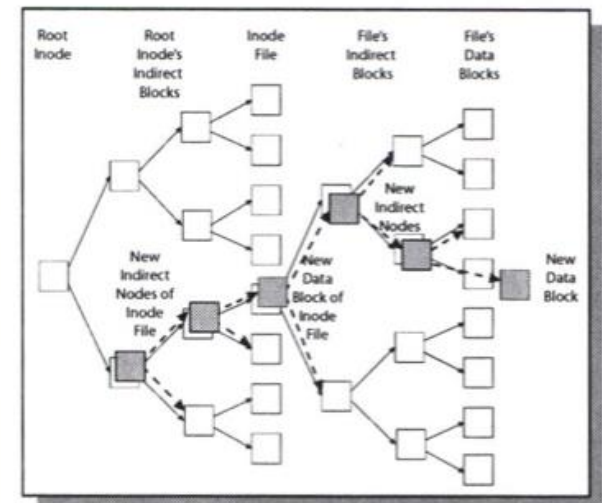 Root
Inode
Root
Inode's
Indirect
Blocks
Inode
File
File's
Indirect
Blocks
File's
Data
Blocks
New
Indirect
Nodes
New
Indirect
Nodes of
Inode
File
New
Data
Block of
Inode
File
New
Data
Block